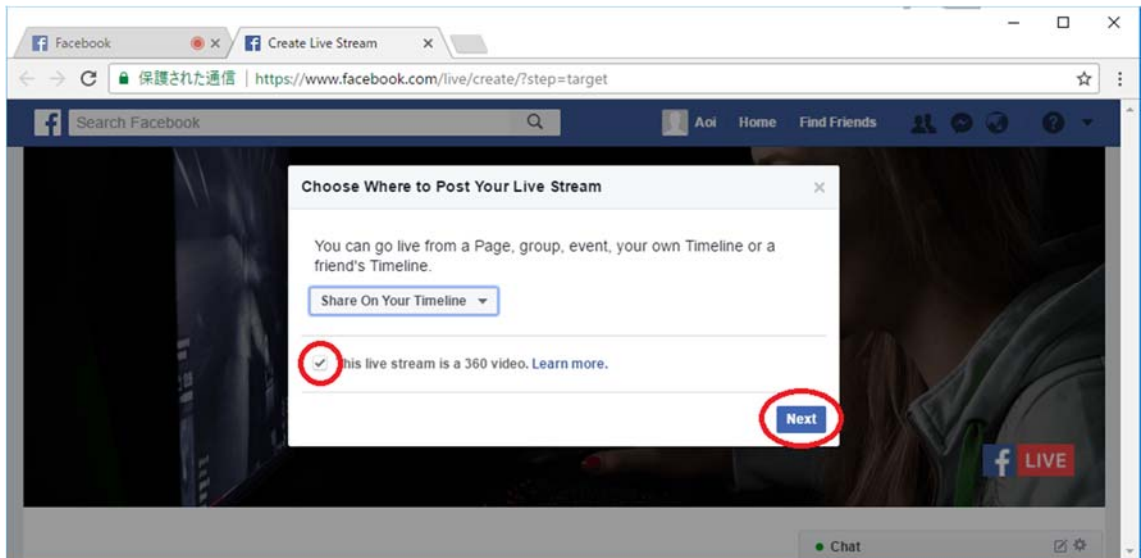 Facebook
Create Live Stream
保護された通信 | https://www.facebook.com/live/create/?step=target
Search Facebook
Aoi Home Find Friends
Choose Where to Post Your Live Stream
You can go live from a Page, group, event, your own Timeline or a
friend's Timeline.
Share On Your Timeline
his live stream is a 360 video. Learn more.
Next
f LIVE
Chat